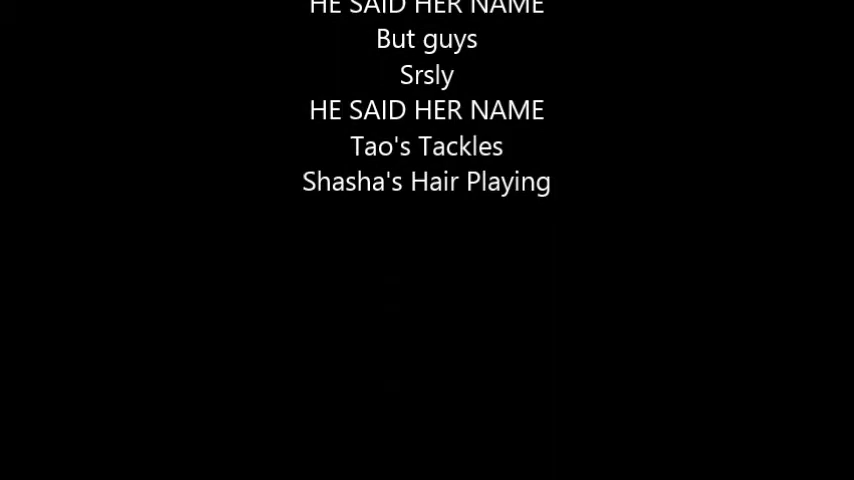 HE SAID HER NAME
But guys
Srsly
HE SAID HER NAME
Tao's Tackles
Shasha's Hair Playing